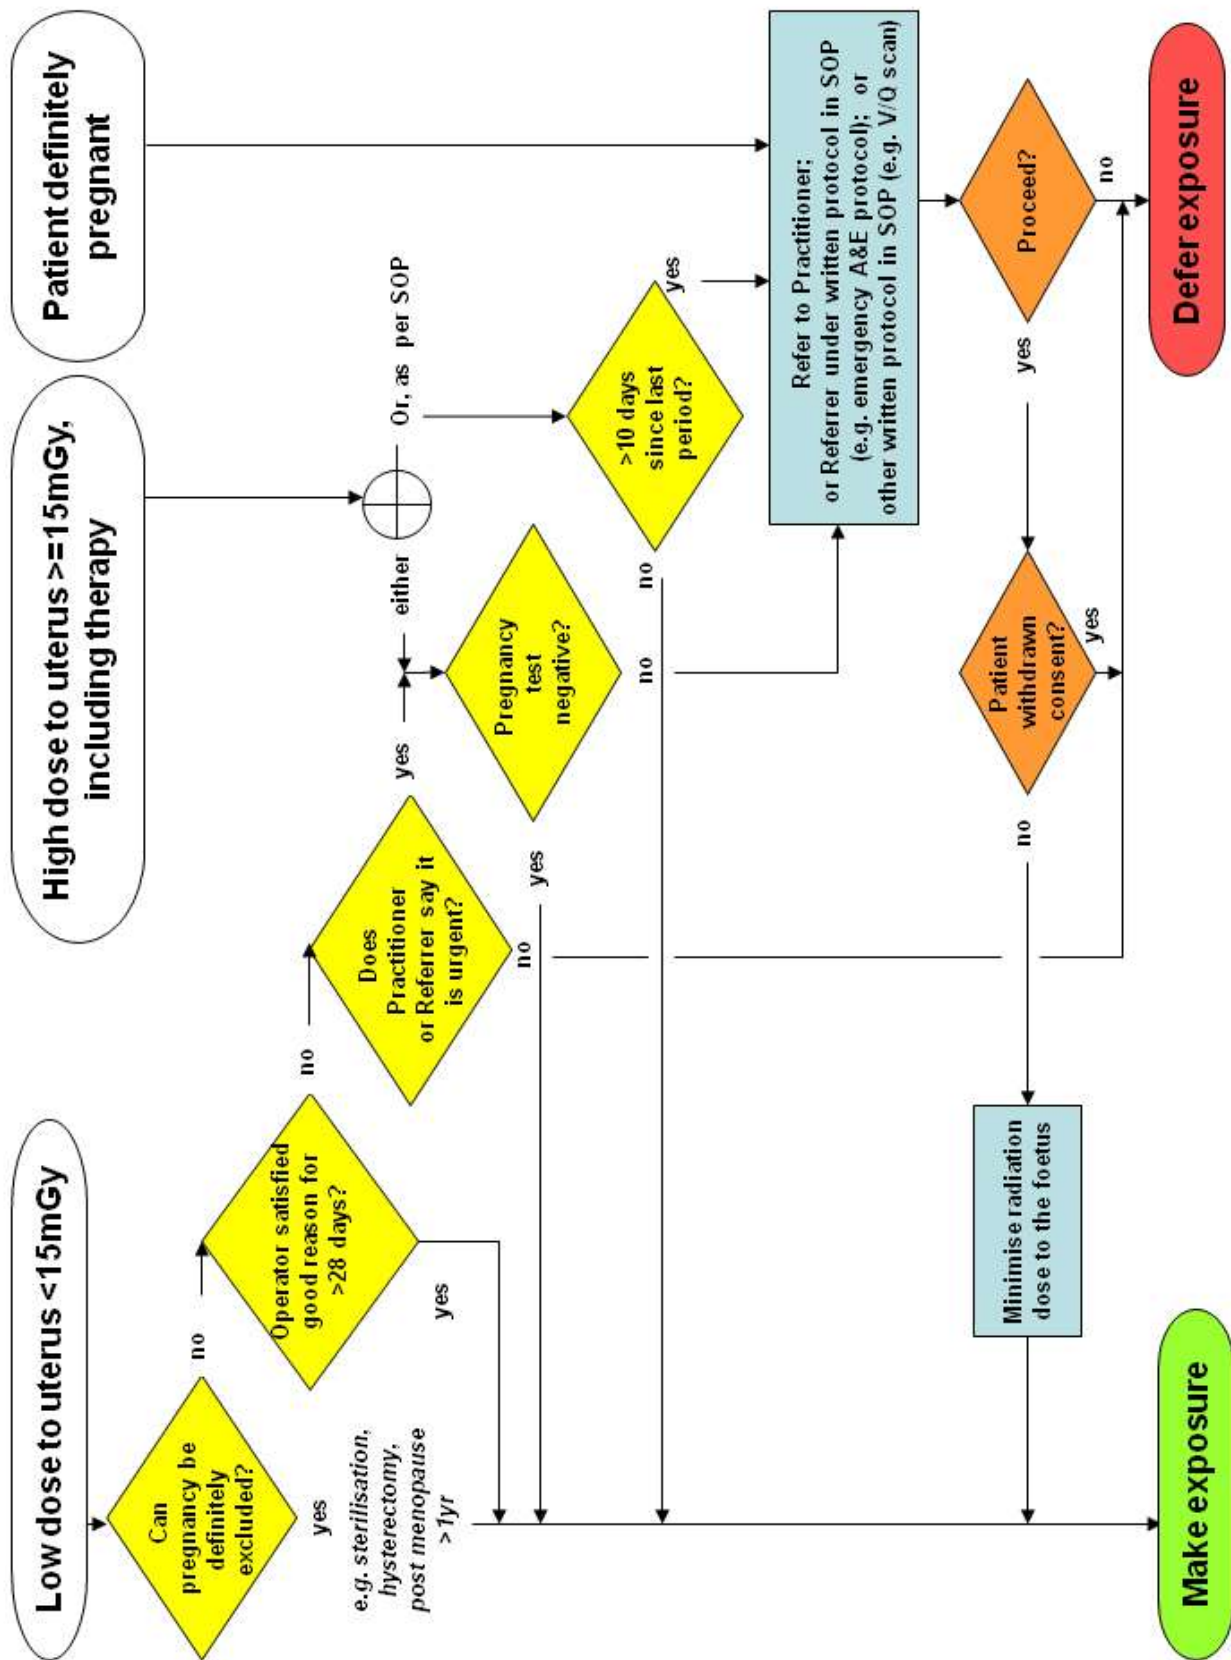 Low dose to uterus <15mGy
High dose to uterus >=15mGy,
including therapy
Patient definitely
pregnant
Can
pregnancy be
definitely
excluded?
no
yes
e.g. sterilisation,
hysterectomy,
post menopause
>1yr
Operator satisfied
good reason for
>28 days?
no
yes
Does
Practitioner
or Referrer say it
is urgent?
yes
no
either
Or, as per SOP
Pregnancy
test
negative?
yes
no
>10 days
since last
period?
yes
no
Refer to Practitioner;
or Referrer under written protocol in SOP
(e.g. emergency A&E protocol); or
other written protocol in SOP (e.g. V/Q scan)
Proceed?
yes
no
Patient
withdrawn
consent?
yes
no
Minimise radiation
dose to the foetus
Make exposure
Defer exposure